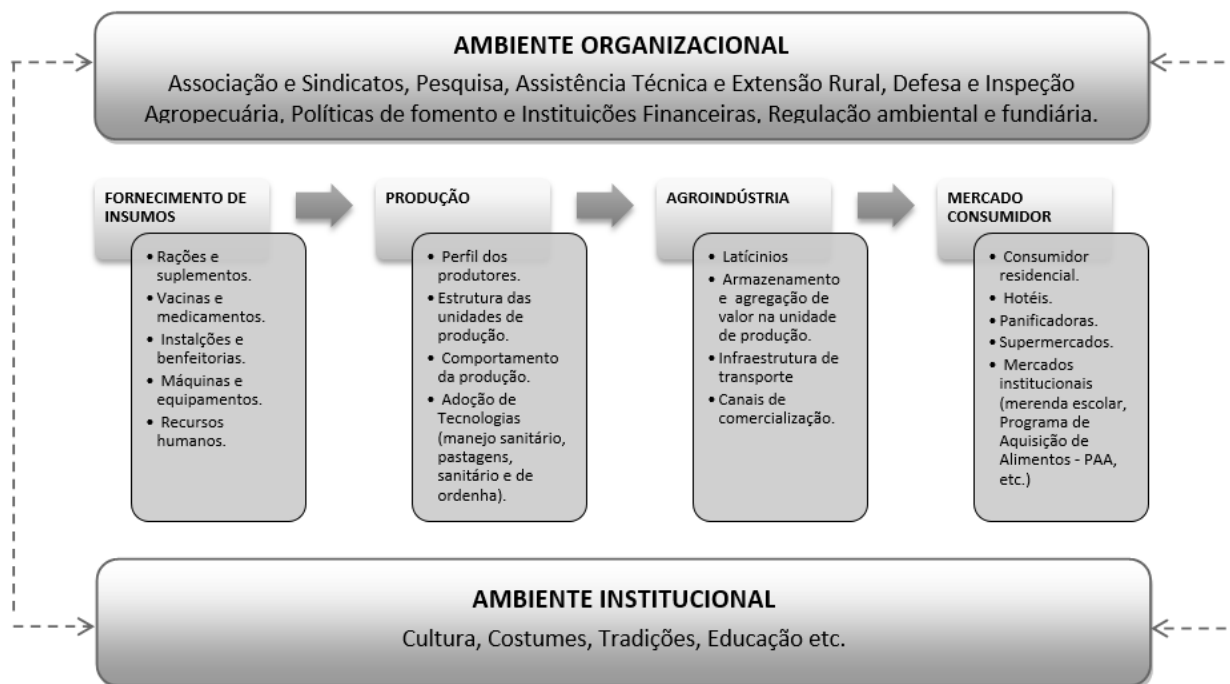 AMBIENTE ORGANIZACIONAL
Associação e Sindicatos, Pesquisa, Assistência Técnica e Extensão Rural, Defesa e Inspeção
Agropecuária, Políticas de fomento e Instituições Financeiras, Regulação ambiental e fundiária.
FORNECIMENTO DE
INSUMOS
• Rações e
suplementos.
• Vacinas e
medicamentos.
• Instalções e
benfeitorias.
• Máquinas e
equipamentos.
• Recursos
humanos.
PRODUÇÃO
• Perfil dos
produtores.
• Estrutura das
unidades de
produção.
• Comportamento
da produção.
• Adoção de
Tecnologias
(manejo sanitário,
pastagens,
sanitário e de
ordenha).
AGROINDÚSTRIA
• Latícinios
• Armazenamento
e agregação de
valor na unidade
de produção.
• Infraestrutura de
transporte
• Canais de
comercialização.
MERCADO
CONSUMIDOR
• Consumidor
residencial.
• Hotéis.
• Panificadoras.
• Supermercados.
• Mercados
institucionais
(merenda escolar,
Programa de
Aquisição de
Alimentos - PAA,
etc.)
AMBIENTE INSTITUCIONAL
Cultura, Costumes, Tradições, Educação etc.